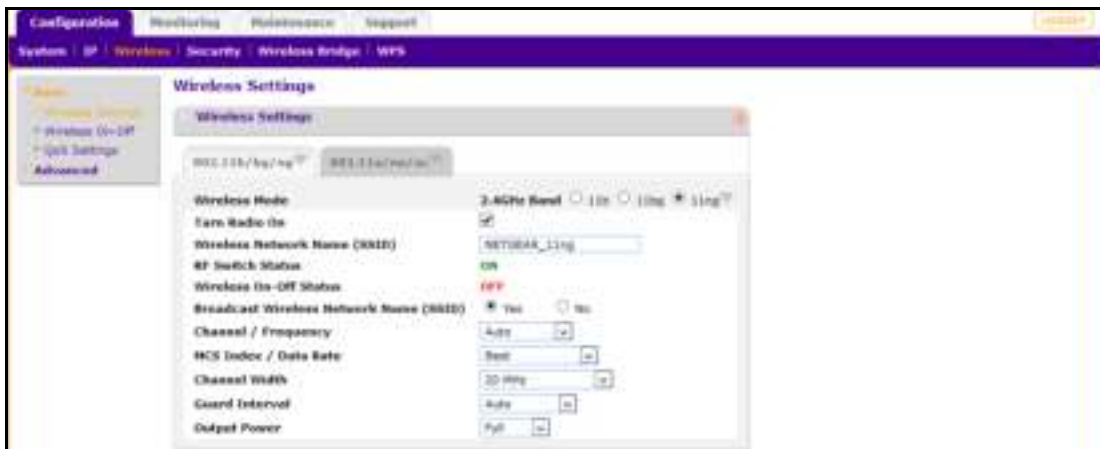 Configuration Monitoring Maintenance Support
LOGOUT
System IP Wireless Security Wireless Bridge WPS
Basic
Wireless Settings
Wireless On-Off
QoS Settings
Advanced
Wireless Settings
Wireless Settings
802.11b/bg/ng 802.11a/na/ac
Wireless Mode 2.4GHz Band 11b 11bg 11ng
Turn Radio On
Wireless Network Name (SSID) NETGEAR_11ng
RF Switch Status ON
Wireless On-Off Status OFF
Broadcast Wireless Network Name (SSID) Yes No
Channel / Frequency Auto
MCS Index / Data Rate Best
Channel Width 20 MHz
Guard Interval Auto
Output Power Full